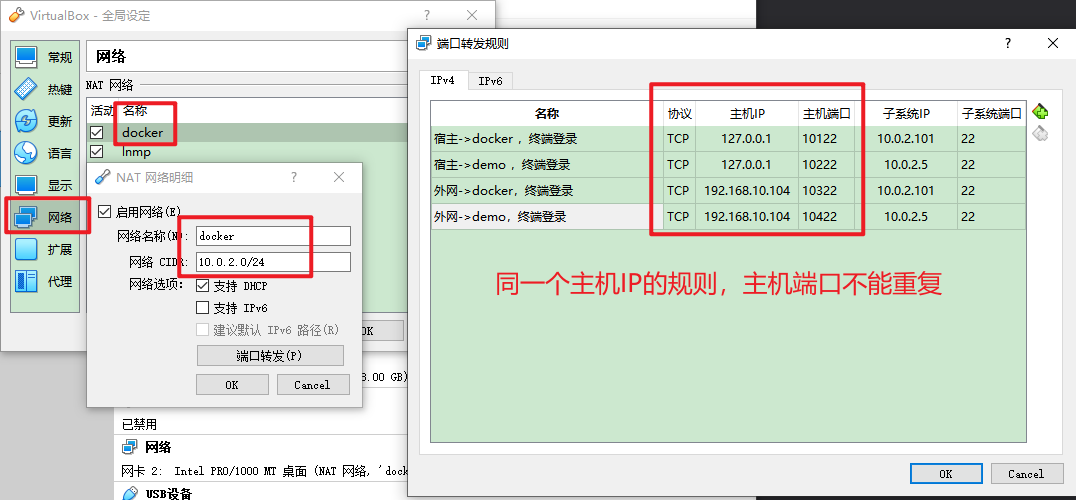 VirtualBox - 全局设定
常规
热键
更新
语言
显示
网络
扩展
代理
网络
NAT 网络
活动 名称
docker
lnmp
OK
NAT 网络明细
启用网络(E)
网络名称(N): docker
网络 CIDR: 10.0.2.0/24
网络选项: 支持 DHCP
支持 IPv6
建议默认 IPv6 路径(R)
端口转发(P)
OK Cancel
3.00 GB)
已禁用
网络
网卡 2: Intel PRO/1000 MT 桌面 (NAT 网络, 'dock
USB设备
端口转发规则
IPv4 IPv6
名称 协议 主机IP 主机端口 子系统IP 子系统端口
宿主->docker ，终端登录 TCP 127.0.0.1 10122 10.0.2.101 22
宿主->demo ，终端登录 TCP 127.0.0.1 10222 10.0.2.5 22
外网->docker，终端登录 TCP 192.168.10.104 10322 10.0.2.101 22
外网->demo，终端登录 TCP 192.168.10.104 10422 10.0.2.5 22
同一个主机IP的规则，主机端口不能重复
OK Cancel